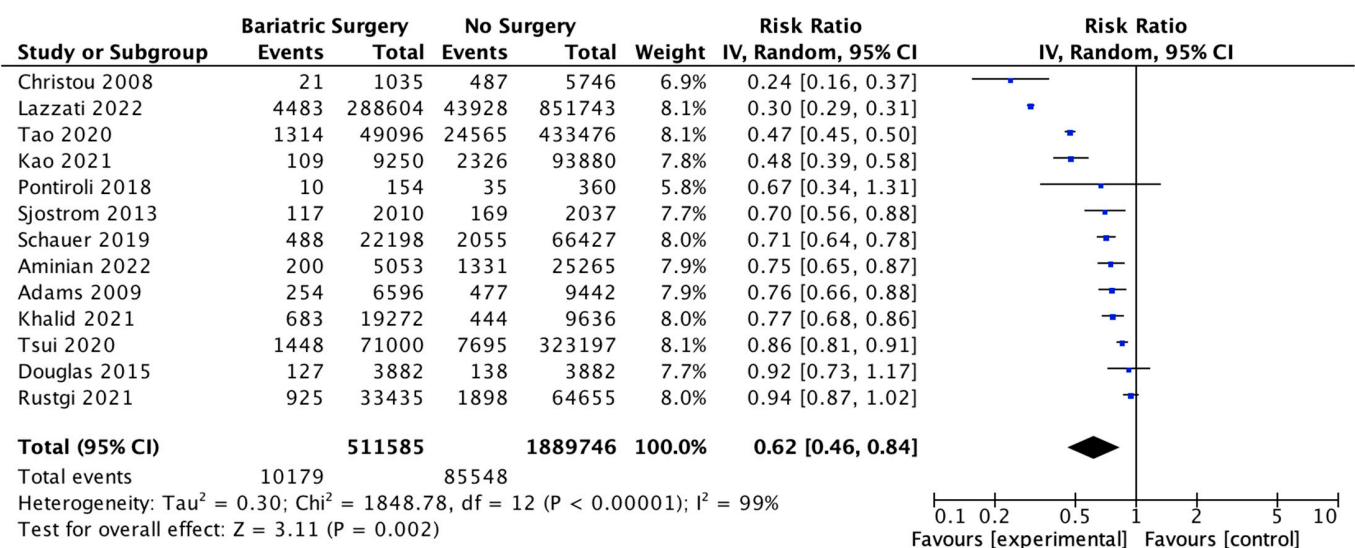 Bariatric Surgery No Surgery Risk Ratio Risk Ratio
Study or Subgroup Events Total Events Total Weight IV, Random, 95% CI IV, Random, 95% CI
Christou 2008 21 1035 487 5746 6.9% 0.24 [0.16, 0.37]
Lazzati 2022 4483 288604 43928 851743 8.1% 0.30 [0.29, 0.31]
Tao 2020 1314 49096 24565 433476 8.1% 0.47 [0.45, 0.50]
Kao 2021 109 9250 2326 93880 7.8% 0.48 [0.39, 0.58]
Pontiroli 2018 10 154 35 360 5.8% 0.67 [0.34, 1.31]
Sjostrom 2013 117 2010 169 2037 7.7% 0.70 [0.56, 0.88]
Schauer 2019 488 22198 2055 66427 8.0% 0.71 [0.64, 0.78]
Aminian 2022 200 5053 1331 25265 7.9% 0.75 [0.65, 0.87]
Adams 2009 254 6596 477 9442 7.9% 0.76 [0.66, 0.88]
Khalid 2021 683 19272 444 9636 8.0% 0.77 [0.68, 0.86]
Tsui 2020 1448 71000 7695 323197 8.1% 0.86 [0.81, 0.91]
Douglas 2015 127 3882 138 3882 7.7% 0.92 [0.73, 1.17]
Rustgi 2021 925 33435 1898 64655 8.0% 0.94 [0.87, 1.02]
Total (95% CI) 511585 1889746 100.0% 0.62 [0.46, 0.84]
Total events 10179 85548
Heterogeneity: Tau² = 0.30; Chi² = 1848.78, df = 12 (P < 0.00001); I² = 99%
Test for overall effect: Z = 3.11 (P = 0.002)
0.1 0.2 0.5 1 2 5 10
Favours [experimental] Favours [control]